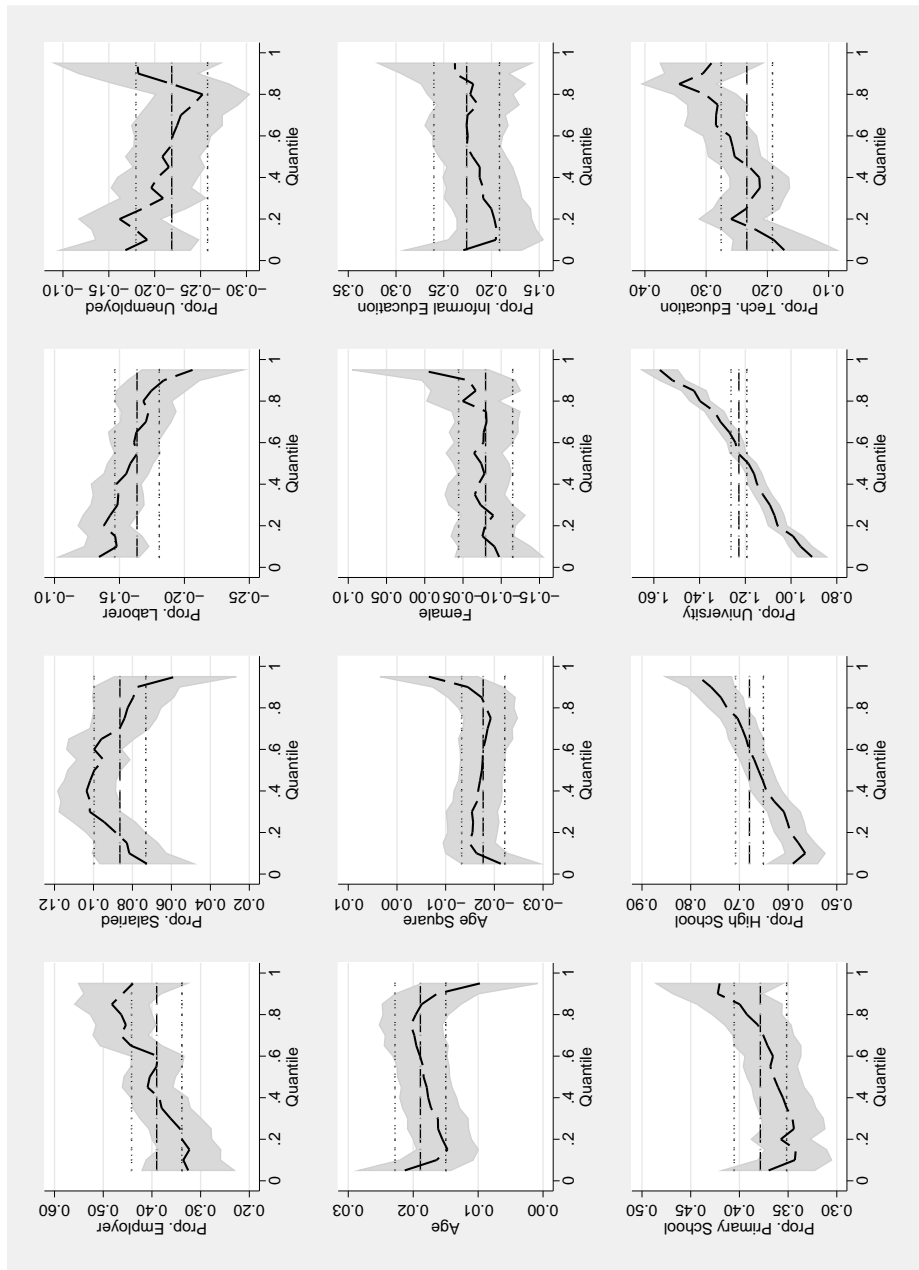 Prop. Employer
0.20 0.30 0.40 0.50 0.60
0 .2 .4 .6 .8 1
Quantile
Prop. Salaried
0.02 0.04 0.06 0.08 0.10 0.12
0 .2 .4 .6 .8 1
Quantile
Prop. Laborer
−0.25 −0.20 −0.15 −0.10
0 .2 .4 .6 .8 1
Quantile
Prop. Unemployed
−0.30 −0.25 −0.20 −0.15 −0.10
0 .2 .4 .6 .8 1
Quantile
Age
0.00 0.01 0.02 0.03
0 .2 .4 .6 .8 1
Quantile
Age Square
−0.03 −0.02 −0.01 0.00 0.01
0 .2 .4 .6 .8 1
Quantile
Female
−0.15 −0.10 −0.05 0.00 0.05 0.10
0 .2 .4 .6 .8 1
Quantile
Prop. Informal Education
0.15 0.20 0.25 0.30 0.35
0 .2 .4 .6 .8 1
Quantile
Prop. Primary School
0.30 0.35 0.40 0.45 0.50
0 .2 .4 .6 .8 1
Quantile
Prop. High School
0.50 0.60 0.70 0.80 0.90
0 .2 .4 .6 .8 1
Quantile
Prop. University
0.80 1.00 1.20 1.40 1.60
0 .2 .4 .6 .8 1
Quantile
Prop. Tech. Education
0.10 0.20 0.30 0.40
0 .2 .4 .6 .8 1
Quantile